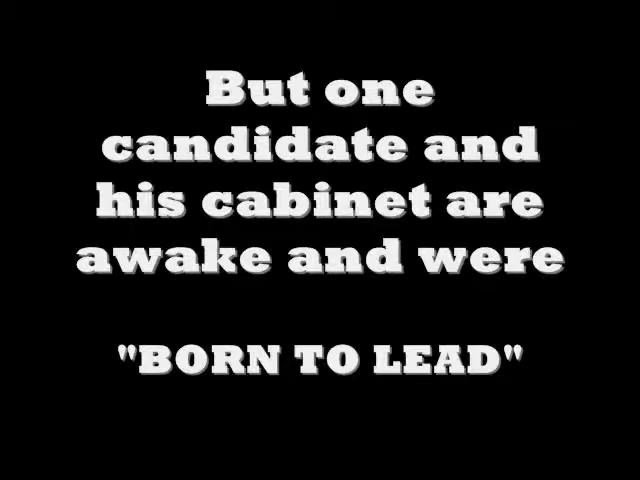 But one
candidate and
his cabinet are
awake and were
"BORN TO LEAD"